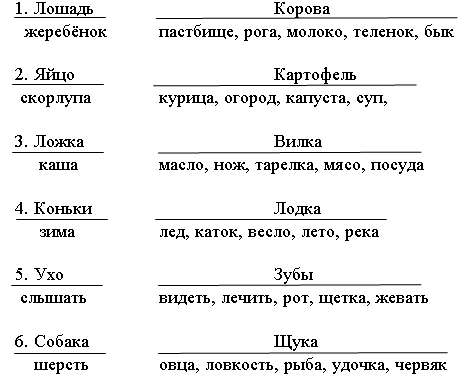 1. Лошадь Корова
жеребёнок пастбище, рога, молоко, теленок, бык
2. Яйцо Картофель
скорлупа курица, огород, капуста, суп,
3. Ложка Вилка
каша масло, нож, тарелка, мясо, посуда
4. Коньки Лодка
зима лед, каток, весло, лето, река
5. Ухо Зубы
слышать видеть, лечить, рот, щетка, жевать
6. Собака Щука
шерсть овца, ловкость, рыба, удочка, червяк